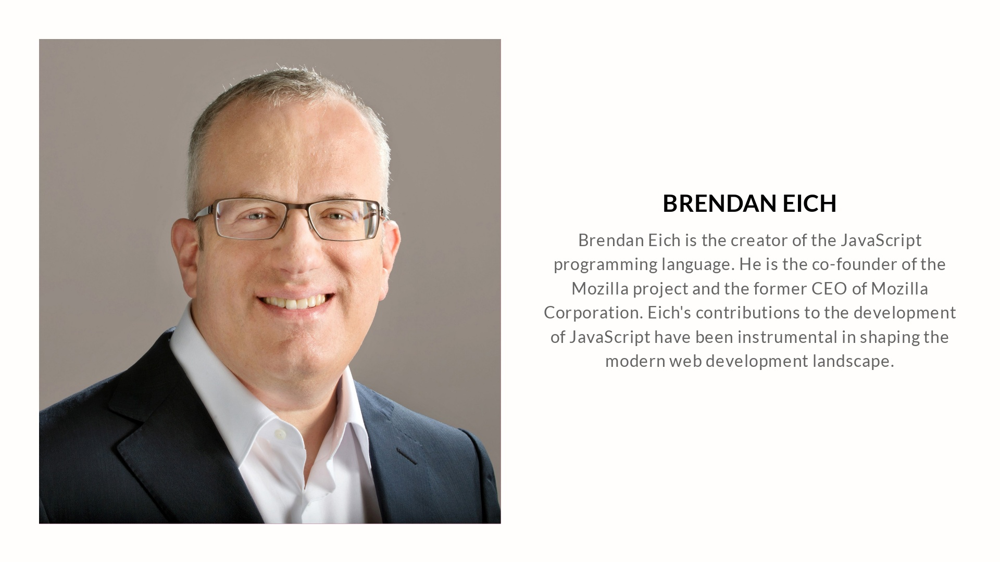 BRENDAN EICH
Brendan Eich is the creator of the JavaScript
programming language. He is the co-founder of the
Mozilla project and the former CEO of Mozilla
Corporation. Eich's contributions to the development
of JavaScript have been instrumental in shaping the
modern web development landscape.